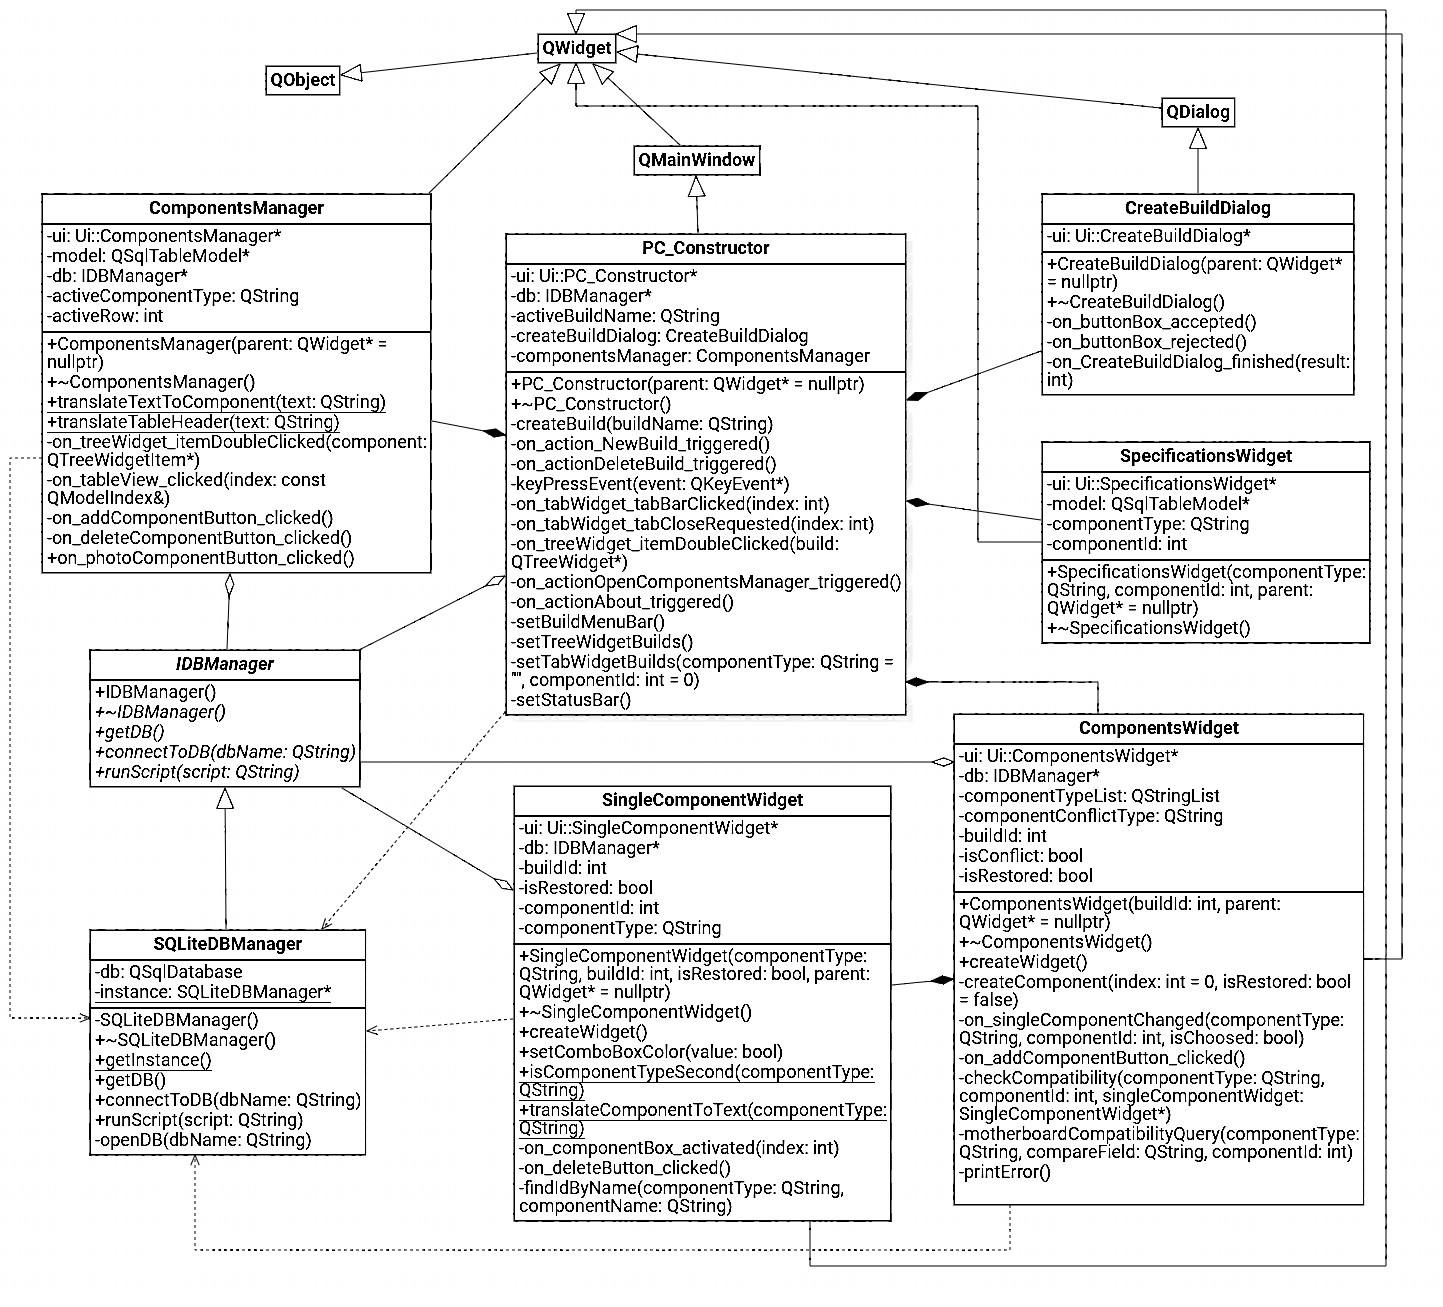 QWidget
QObject
QDialog
QMainWindow
ComponentsManager
-ui: Ui::ComponentsManager*
-model: QSqlTableModel*
-db: IDBManager*
-activeComponentType: QString
-activeRow: int
+ComponentsManager(parent: QWidget* =
nullptr)
+~ComponentsManager()
+translateTextToComponent(text: QString)
+translateTableHeader(text: QString)
-on_treeWidget_itemDoubleClicked(component:
QTreeWidgetItem*)
-on_tableView_clicked(index: const
QModelIndex&)
-on_addComponentButton_clicked()
-on_deleteComponentButton_clicked()
+on_photoComponentButton_clicked()
PC_Constructor
-ui: Ui::PC_Constructor*
-db: IDBManager*
-activeBuildName: QString
-createBuildDialog: CreateBuildDialog
-componentsManager: ComponentsManager
+PC_Constructor(parent: QWidget* = nullptr)
+~PC_Constructor()
-createBuild(buildName: QString)
-on_action_NewBuild_triggered()
-on_actionDeleteBuild_triggered()
-keyPressEvent(event: QKeyEvent*)
-on_tabWidget_tabBarClicked(index: int)
-on_tabWidget_tabCloseRequested(index: int)
-on_treeWidget_itemDoubleClicked(build:
QTreeWidget*)
-on_actionOpenComponentsManager_triggered()
-on_actionAbout_triggered()
-setBuildMenuBar()
-setTreeWidgetBuilds()
-setTabWidgetBuilds(componentType: QString =
"", componentId: int = 0)
-setStatusBar()
CreateBuildDialog
-ui: Ui::CreateBuildDialog*
+CreateBuildDialog(parent: QWidget*
= nullptr)
+~CreateBuildDialog()
-on_buttonBox_accepted()
-on_buttonBox_rejected()
-on_CreateBuildDialog_finished(result:
int)
SpecificationsWidget
-ui: Ui::SpecificationsWidget*
-model: QSqlTableModel*
-componentType: QString
-componentId: int
+SpecificationsWidget(componentType:
QString, componentId: int, parent:
QWidget* = nullptr)
+~SpecificationsWidget()
IDBManager
+IDBManager()
+~IDBManager()
+getDB()
+connectToDB(dbName: QString)
+runScript(script: QString)
SQLiteDBManager
-db: QSqlDatabase
-instance: SQLiteDBManager*
-SQLiteDBManager()
+~SQLiteDBManager()
+getInstance()
+getDB()
+connectToDB(dbName: QString)
+runScript(script: QString)
-openDB(dbName: QString)
SingleComponentWidget
-ui: Ui::SingleComponentWidget*
-db: IDBManager*
-buildId: int
-isRestored: bool
-componentId: int
-componentType: QString
+SingleComponentWidget(componentType:
QString, buildId: int, isRestored: bool, parent:
QWidget* = nullptr)
+~SingleComponentWidget()
+createWidget()
+setComboBoxColor(value: bool)
+isComponentTypeSecond(componentType:
QString)
+translateComponentToText(componentType:
QString)
-on_componentBox_activated(index: int)
-on_deleteButton_clicked()
-findIdByName(componentType: QString,
componentName: QString)
ComponentsWidget
-ui: Ui::ComponentsWidget*
-db: IDBManager*
-componentTypeList: QStringList
-componentConflictType: QString
-buildId: int
-isConflict: bool
-isRestored: bool
+ComponentsWidget(buildId: int, parent:
QWidget* = nullptr)
+~ComponentsWidget()
+createWidget()
-createComponent(index: int = 0, isRestored: bool
= false)
-on_singleComponentChanged(componentType:
QString, componentId: int, isChoosed: bool)
-on_addComponentButton_clicked()
-checkCompatibility(componentType: QString,
componentId: int, singleComponentWidget:
SingleComponentWidget*)
-motherboardCompatibilityQuery(componentType:
QString, compareField: QString, componentId: int)
-printError()